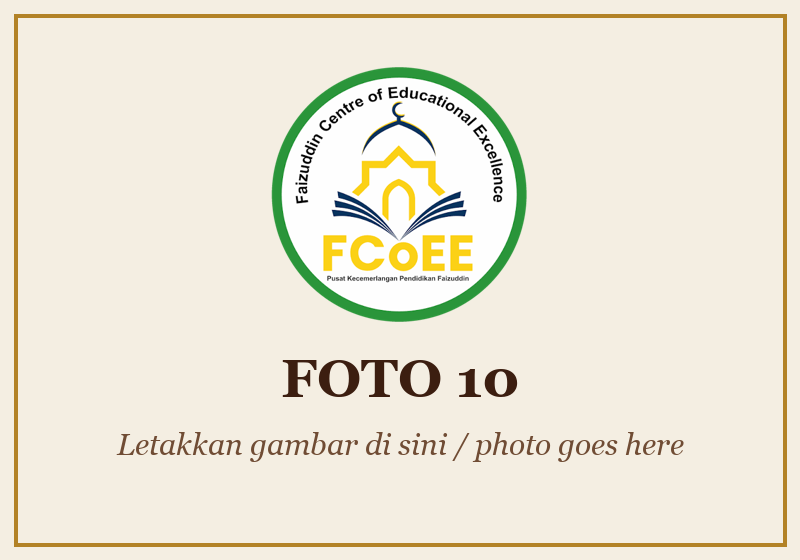 Faizuddin Centre of Educational Excellence
FCoEE
Pusat Kecemerlangan Pendidikan Faizuddin
FOTO 10
Letakkan gambar di sini / photo goes here